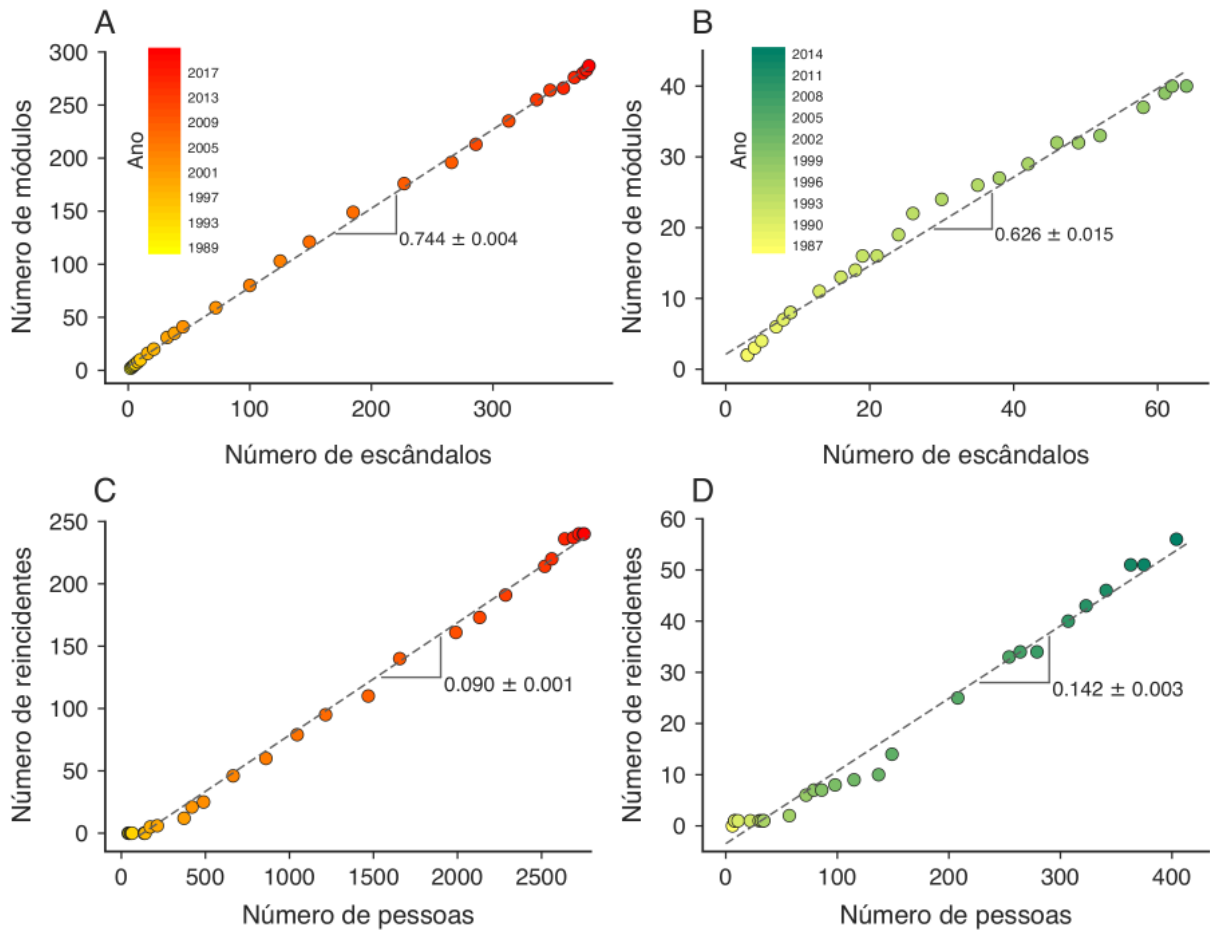 A
300
250
200
150
100
50
0
Número de módulos
Ano
2017
2013
2009
2005
2001
1997
1993
1989
0.744 ± 0.004
0 100 200 300
Número de escândalos
B
40
30
20
10
0
Número de módulos
Ano
2014
2011
2008
2005
2002
1999
1996
1993
1990
1987
0.626 ± 0.015
0 20 40 60
Número de escândalos
C
250
200
150
100
50
0
Número de reincidentes
0.090 ± 0.001
0 500 1000 1500 2000 2500
Número de pessoas
D
60
50
40
30
20
10
0
Número de reincidentes
0.142 ± 0.003
0 100 200 300 400
Número de pessoas